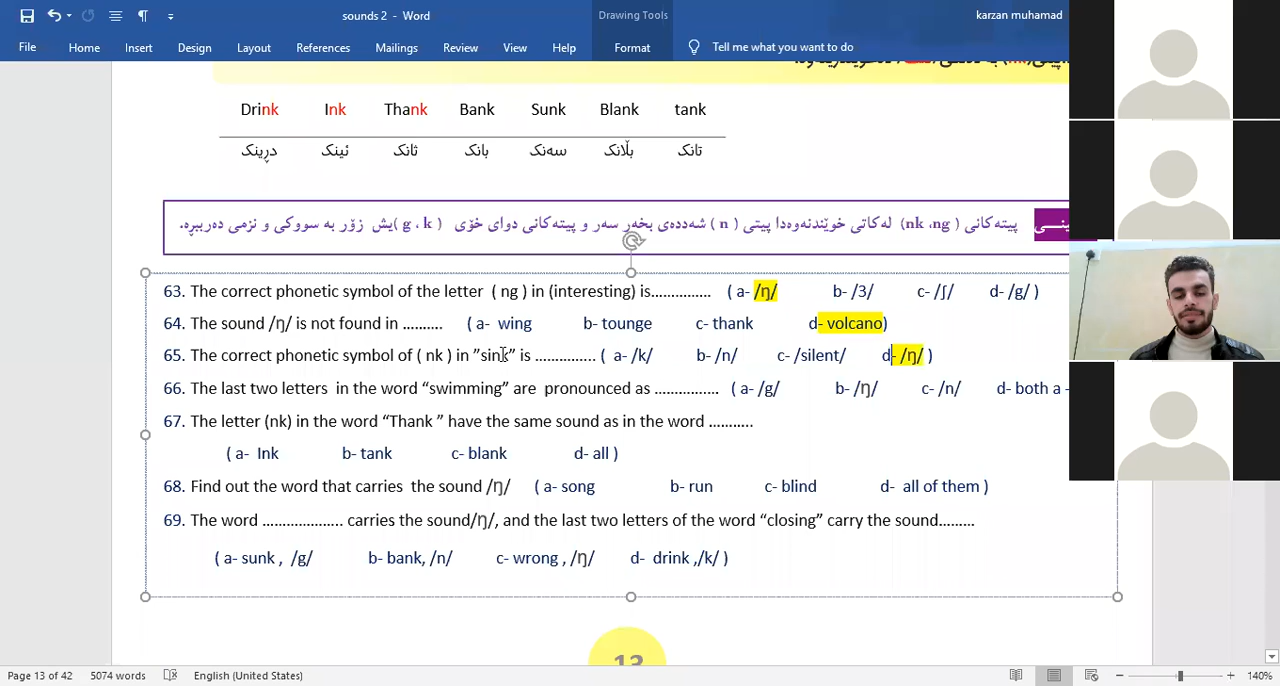 sounds 2 - Word
Drawing Tools
karzan muhamad
File Home Insert Design Layout References Mailings Review View Help Format Tell me what you want to do
Drink Ink Thank Bank Sunk Blank tank
درِینک ئینک ثانک بانک سەنک بڵانک تانک
پیتەکانی ( nk ،ng) لەکاتی خوێندنەوەدا پیتی ( n ) شەددەی بخەر سەر و پیتەکانی دوای خۆی ( g ، k )یش زۆر بە سووکی و نزمی دەرببڕە.
63. The correct phonetic symbol of the letter ( ng ) in (interesting) is.............. ( a- /ŋ/ b- /3/ c- /ʃ/ d- /g/ )
64. The sound /ŋ/ is not found in .......... ( a- wing b- tounge c- thank d- volcano)
65. The correct phonetic symbol of ( nk ) in "sink" is .............. ( a- /k/ b- /n/ c- /silent/ d- /ŋ/ )
66. The last two letters in the word “swimming” are pronounced as ................ ( a- /g/ b- /ŋ/ c- /n/ d- both a -
67. The letter (nk) in the word “Thank ” have the same sound as in the word ...........
( a- Ink b- tank c- blank d- all )
68. Find out the word that carries the sound /ŋ/ ( a- song b- run c- blind d- all of them )
69. The word .................... carries the sound/ŋ/, and the last two letters of the word “closing” carry the sound.........
( a- sunk , /g/ b- bank, /n/ c- wrong , /ŋ/ d- drink ,/k/ )
13
Page 13 of 42 5074 words English (United States) 140%